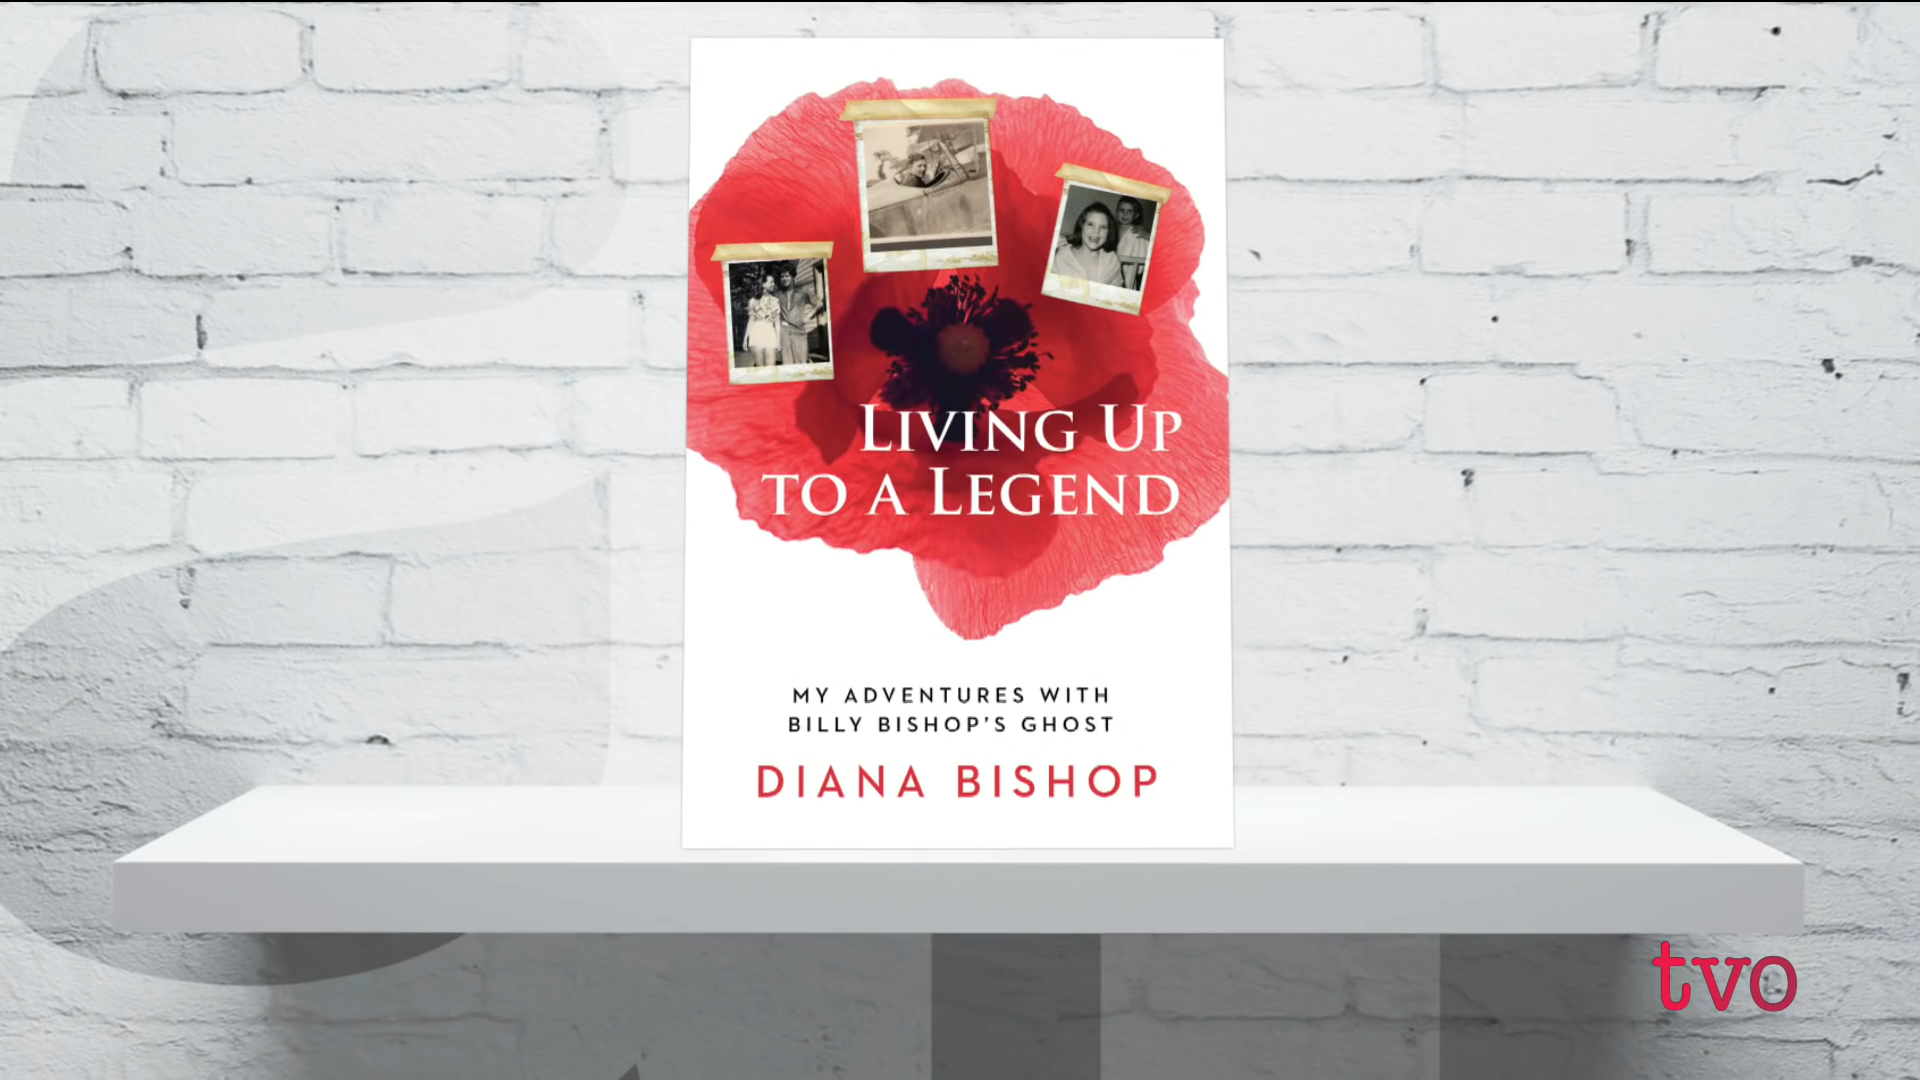 LIVING UP
TO A LEGEND
MY ADVENTURES WITH
BILLY BISHOP'S GHOST
DIANA BISHOP
tvo